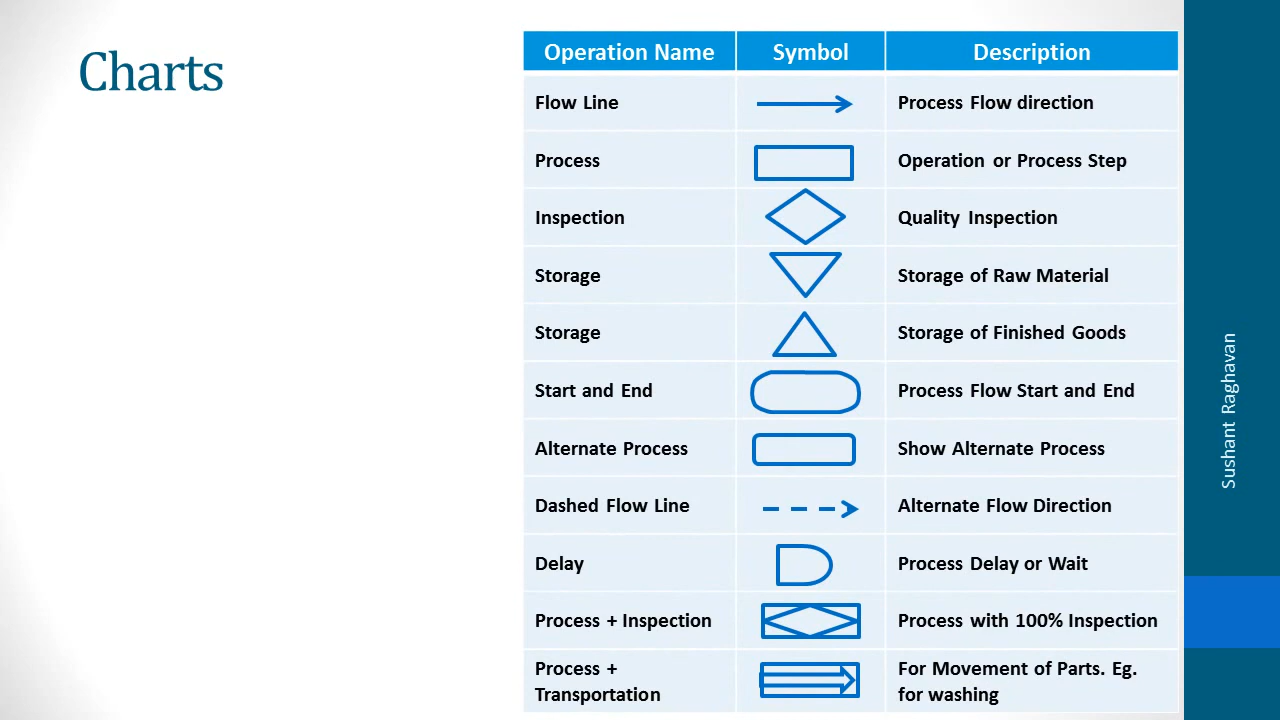 Charts
Operation Name Symbol Description
Flow Line Process Flow direction
Process Operation or Process Step
Inspection Quality Inspection
Storage Storage of Raw Material
Storage Storage of Finished Goods
Start and End Process Flow Start and End
Alternate Process Show Alternate Process
Dashed Flow Line Alternate Flow Direction
Delay Process Delay or Wait
Process + Inspection Process with 100% Inspection
Process + For Movement of Parts. Eg.
Transportation for washing
Sushant Raghavan